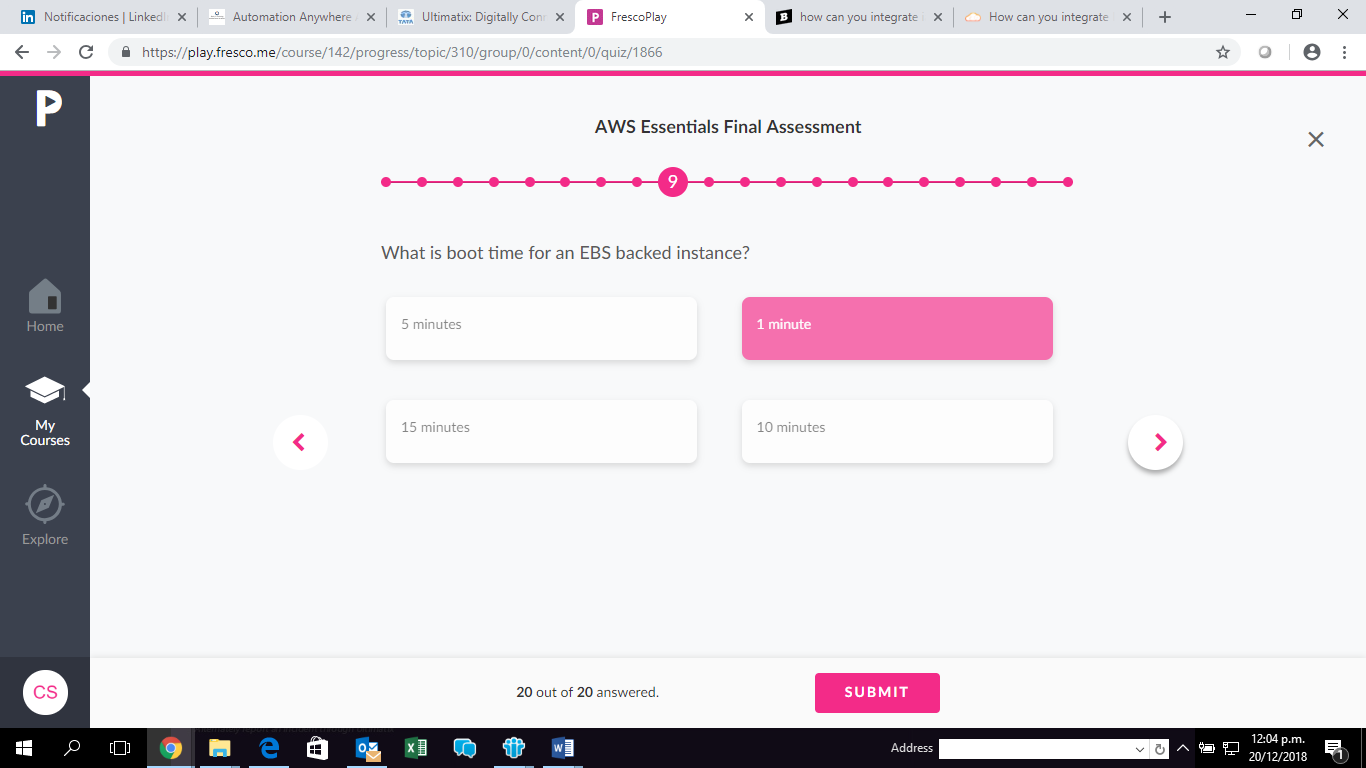 Notificaciones | LinkedI
Automation Anywhere
Ultimatix: Digitally Conn
FrescoPlay
how can you integrate
How can you integrate
https://play.fresco.me/course/142/progress/topic/310/group/0/content/0/quiz/1866
AWS Essentials Final Assessment
9
What is boot time for an EBS backed instance?
5 minutes
1 minute
15 minutes
10 minutes
Home
My
Courses
Explore
CS
20 out of 20 answered.
SUBMIT
Address
12:04 p.m.
20/12/2018
1